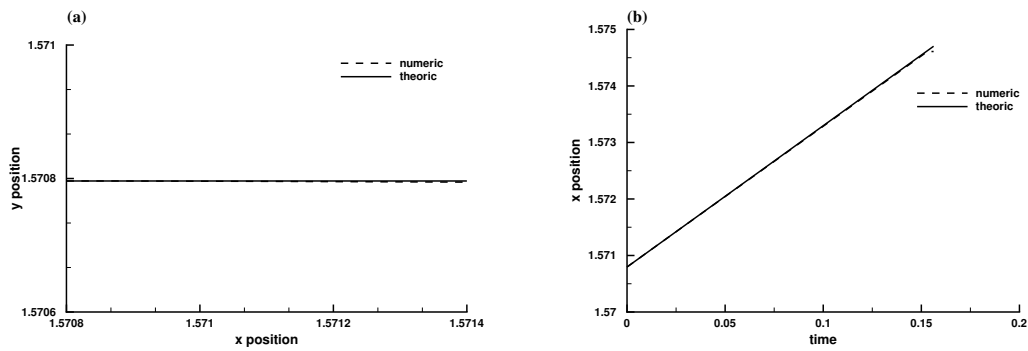 (a)
1.571
numeric
theoric
1.5708
y position
1.5706
1.5708
1.571
1.5712
1.5714
x position
(b)
1.575
1.574
numeric
theoric
1.573
x position
1.572
1.571
1.57
0
0.05
0.1
0.15
0.2
time